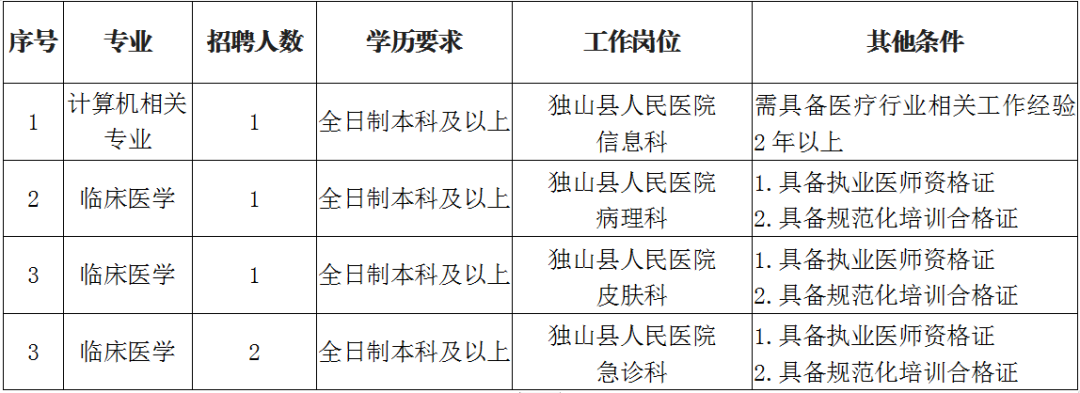 序号 专业 招聘人数 学历要求 工作岗位 其他条件
1 计算机相关专业 1 全日制本科及以上 独山县人民医院信息科 需具备医疗行业相关工作经验2年以上
2 临床医学 1 全日制本科及以上 独山县人民医院病理科 1.具备执业医师资格证 2.具备规范化培训合格证
3 临床医学 1 全日制本科及以上 独山县人民医院皮肤科 1.具备执业医师资格证 2.具备规范化培训合格证
3 临床医学 2 全日制本科及以上 独山县人民医院急诊科 1.具备执业医师资格证 2.具备规范化培训合格证